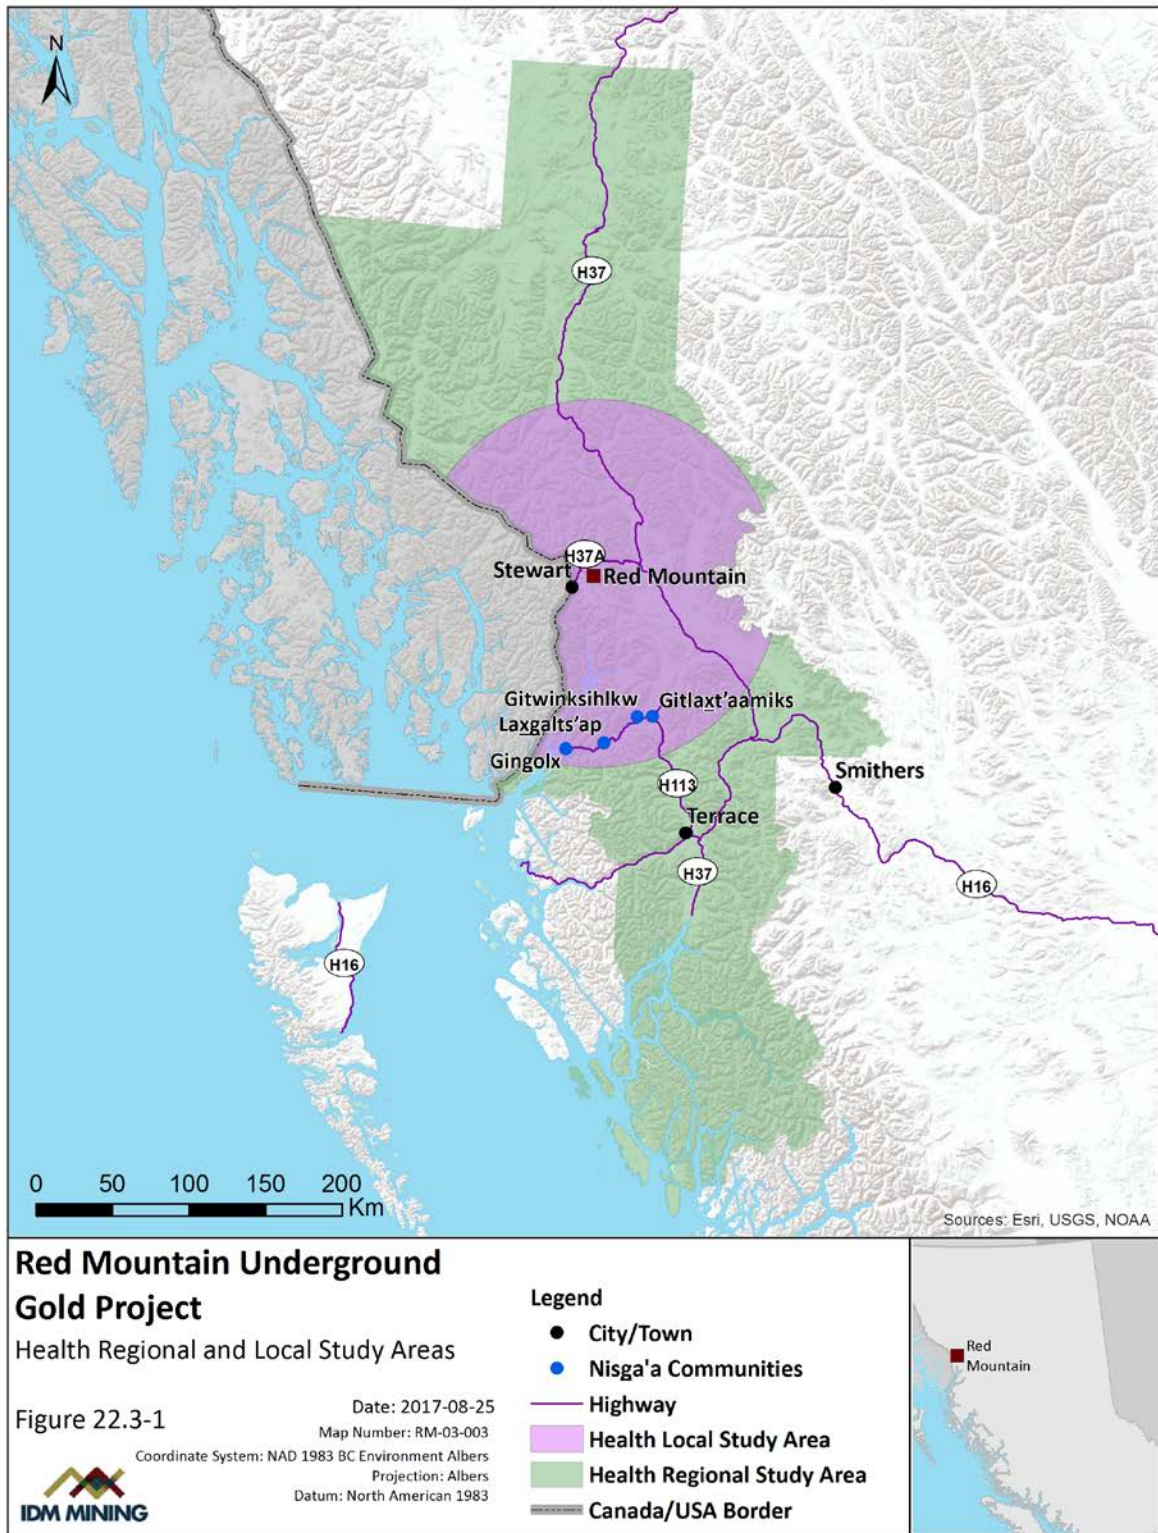 N
H37
H37A
Stewart
Red Mountain
Gitwinksihlkw
Gitlax̲t'aamiks
Lax̲galts'ap
Gingolx
H113
Smithers
Terrace
H37
H16
H16
0 50 100 150 200
Km
Sources: Esri, USGS, NOAA
Red Mountain Underground
Gold Project
Health Regional and Local Study Areas
Figure 22.3-1
Date: 2017-08-25
Map Number: RM-03-003
Coordinate System: NAD 1983 BC Environment Albers
Projection: Albers
Datum: North American 1983
IDM MINING
Legend
City/Town
Nisga'a Communities
Highway
Health Local Study Area
Health Regional Study Area
Canada/USA Border
Red
Mountain